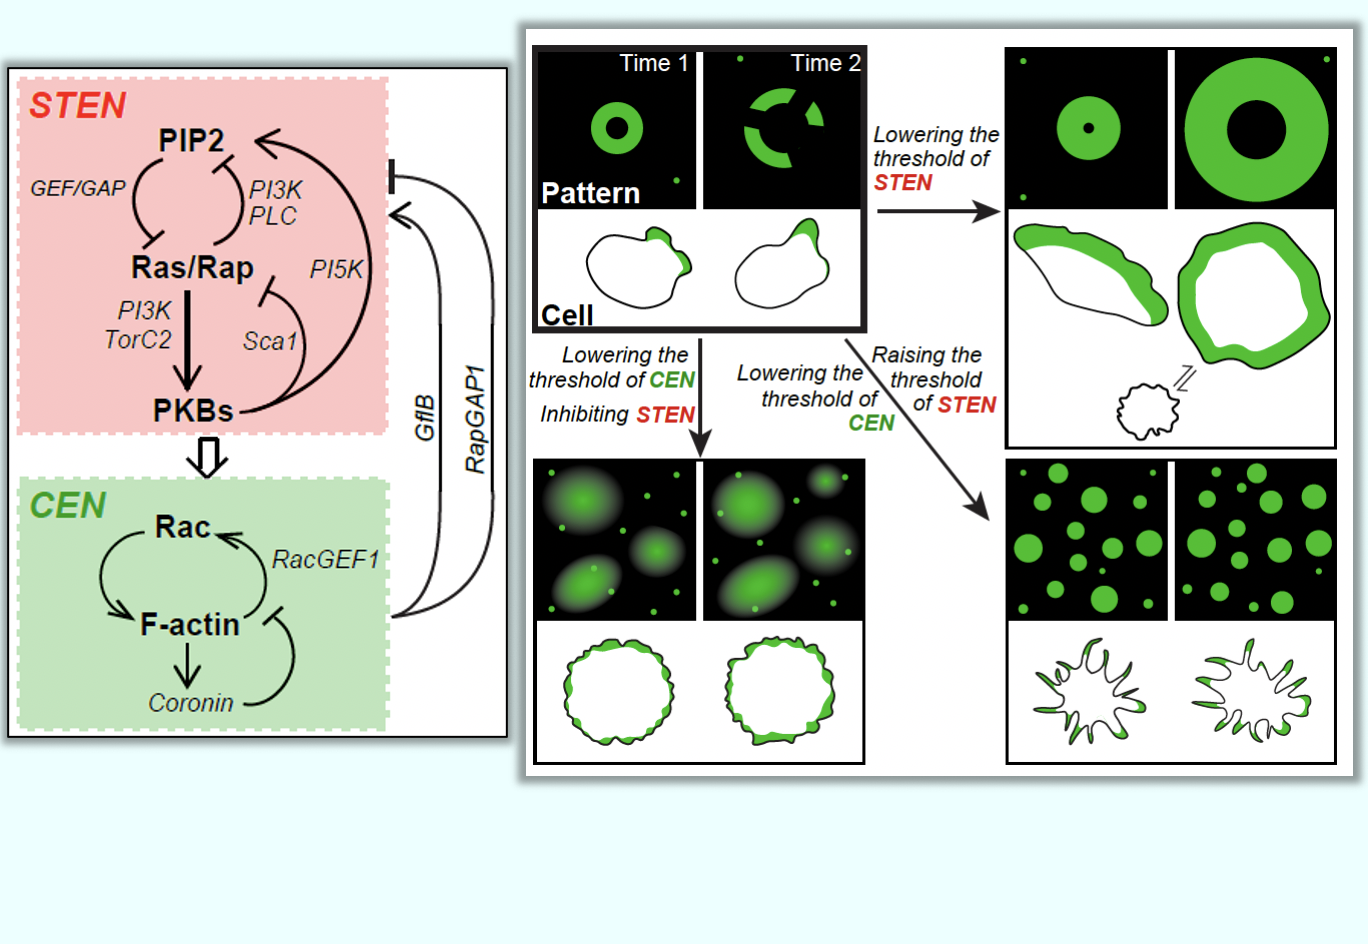 STEN
PIP2
GEF/GAP
PI3K
PLC
Ras/Rap
PI5K
PI3K
TorC2
Sca1
PKBs
GflB
RapGAP1
CEN
Rac
RacGEF1
F-actin
Coronin
Time 1
Time 2
Pattern
Cell
Lowering the
threshold of
STEN
Lowering the
threshold of CEN
Inhibiting STEN
Lowering the
threshold of
CEN
Raising the
threshold
of STEN